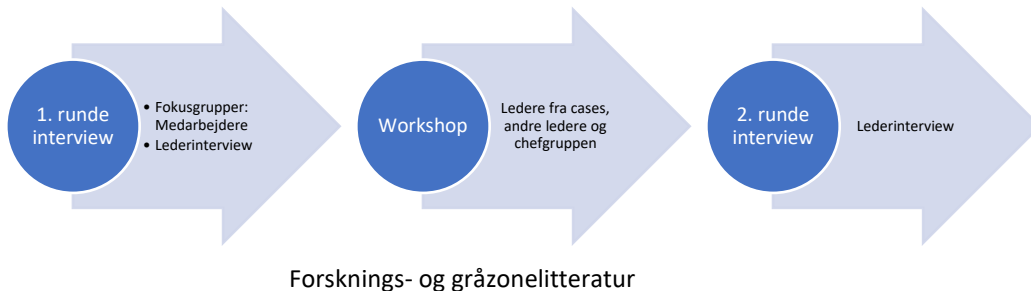 1. runde
interview
• Fokusgrupper:
Medarbejdere
• Lederinterview
Workshop
Ledere fra cases,
andre ledere og
chefgruppen
2. runde
interview
Lederinterview
Forsknings- og gråzonelitteratur